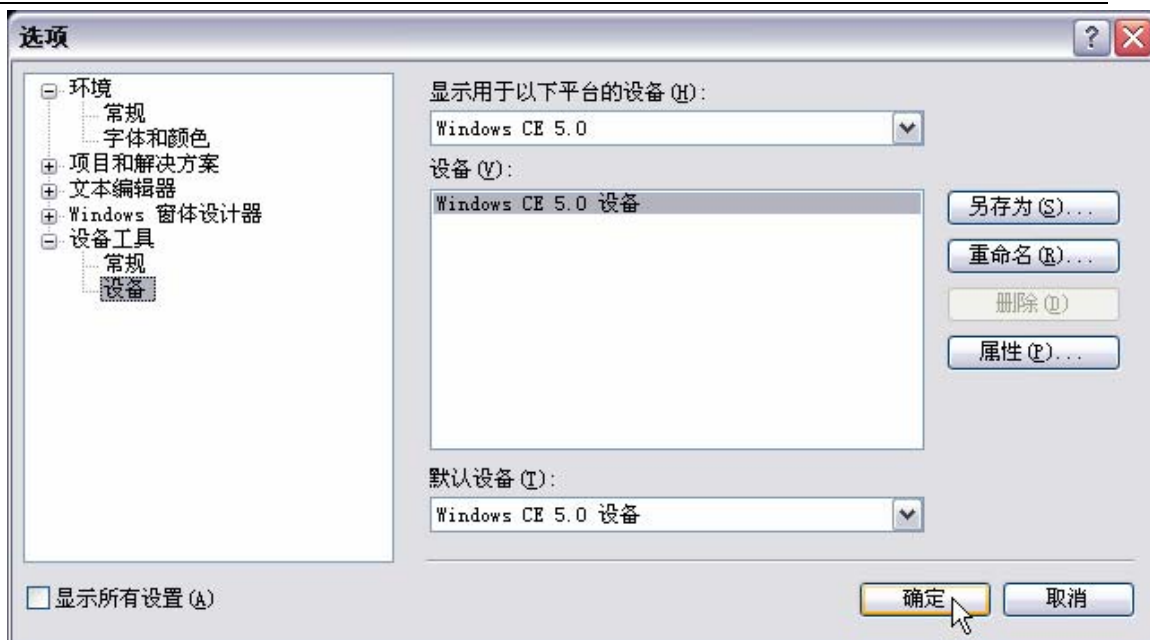 选项
环境
常规
字体和颜色
项目和解决方案
文本编辑器
Windows 窗体设计器
设备工具
常规
设备
显示用于以下平台的设备(H):
Windows CE 5.0
设备(V):
Windows CE 5.0 设备
另存为(S)...
重命名(R)...
删除(D)
属性(P)...
默认设备(T):
Windows CE 5.0 设备
显示所有设置(A)
确定
取消